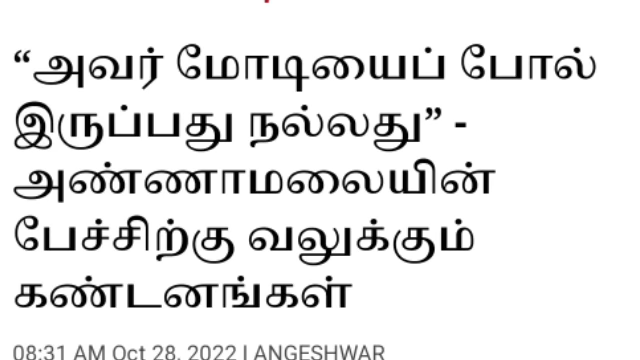 “அவர் மோடியைப் போல்
இருப்பது நல்லது” -
அண்ணாமலையின்
பேச்சிற்கு வலுக்கும்
கண்டனங்கள்
08:31 AM Oct 28, 2022 | ANGESHWAR